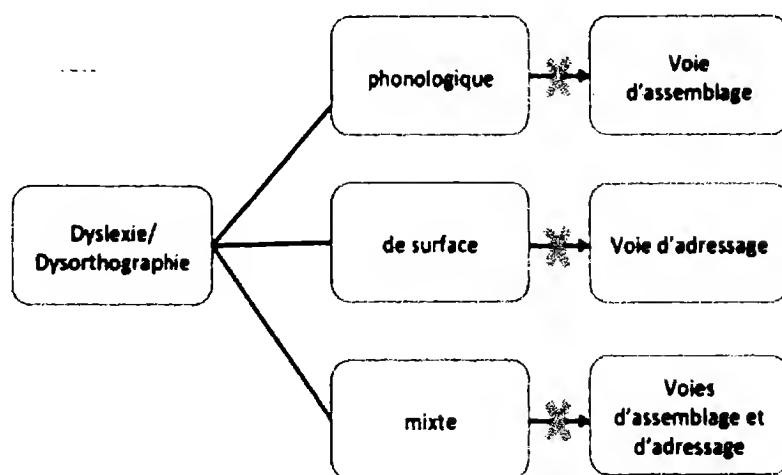 phonologique
Voie
d'assemblage
Dyslexie/
Dysorthographie
de surface
Voie d'adressage
mixte
Voies
d'assemblage et
d'adressage